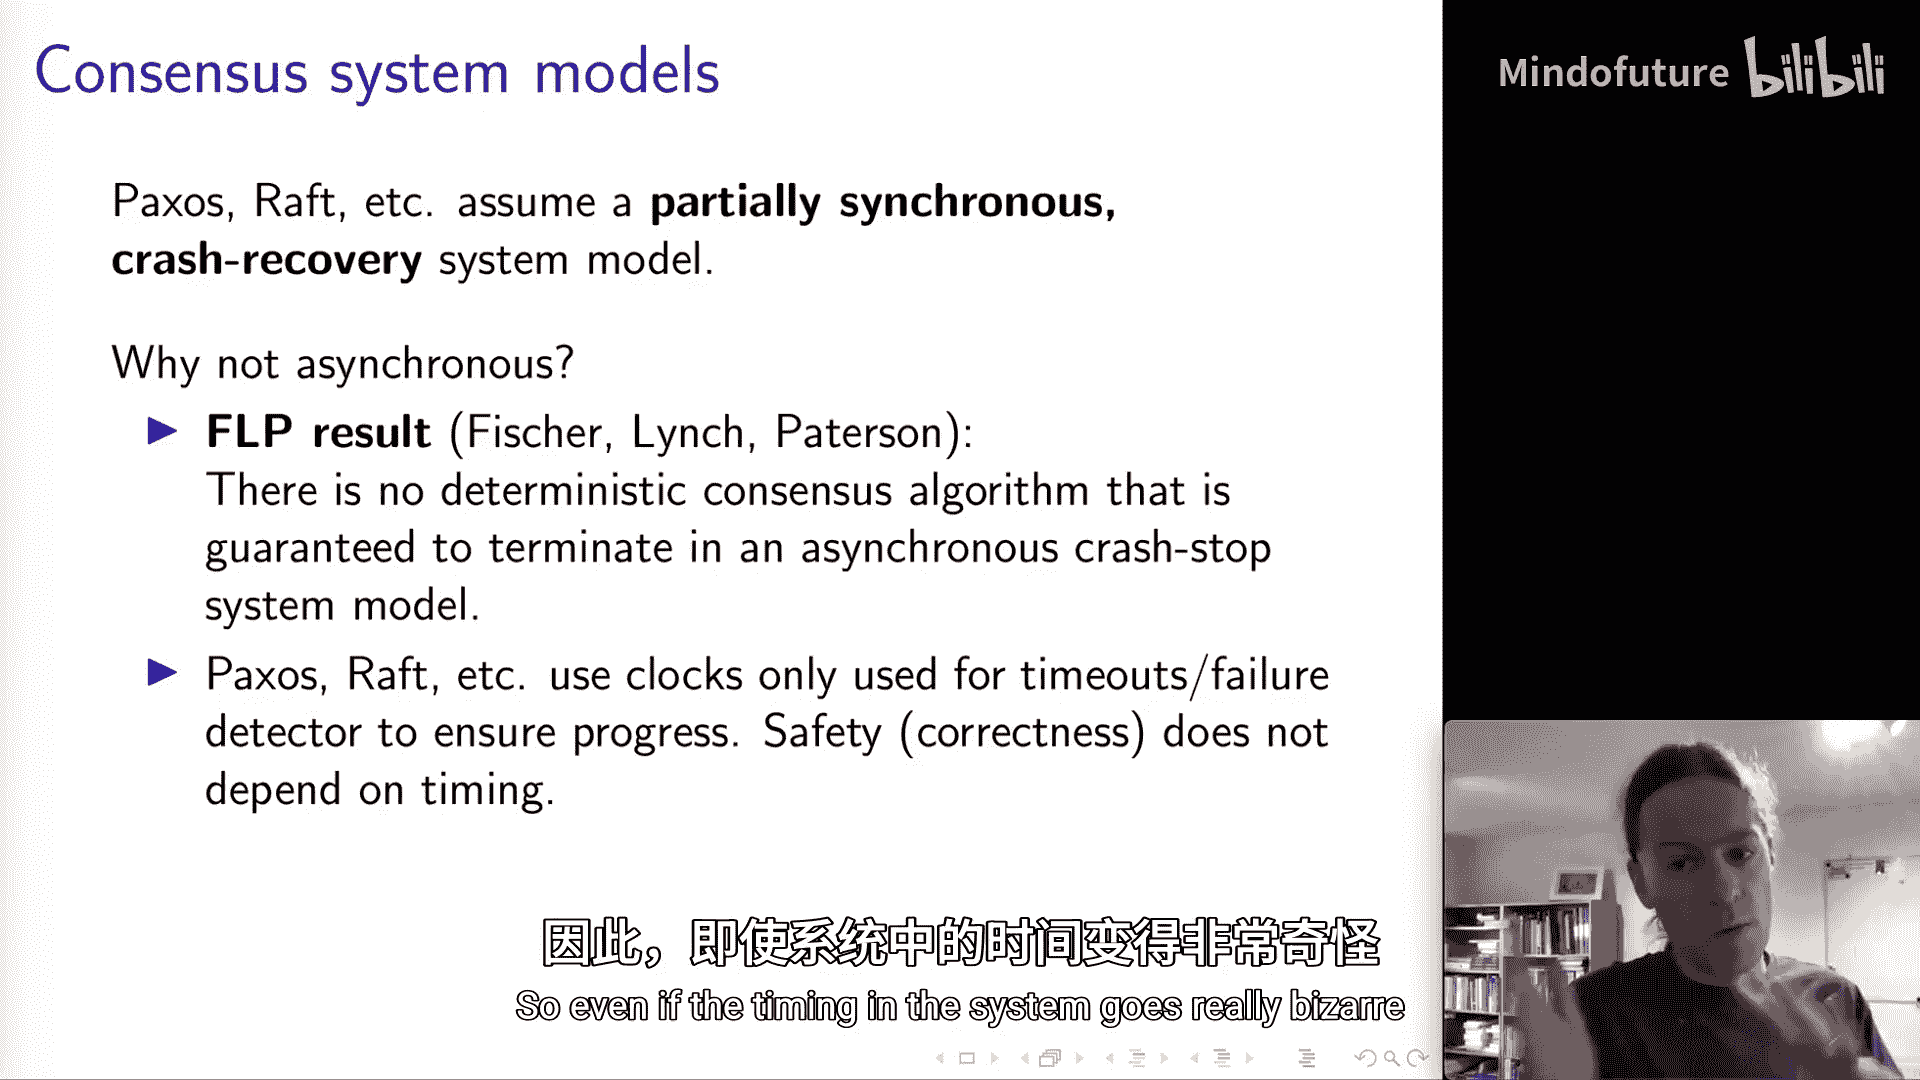 Consensus system models
Mindofuture bilibili
Paxos, Raft, etc. assume a partially synchronous,
crash-recovery system model.
Why not asynchronous?
FLP result (Fischer, Lynch, Paterson):
There is no deterministic consensus algorithm that is
guaranteed to terminate in an asynchronous crash-stop
system model.
Paxos, Raft, etc. use clocks only used for timeouts/failure
detector to ensure progress. Safety (correctness) does not
depend on timing.
因此，即使系统中的时间变得非常奇怪
So even if the timing in the system goes really bizarre